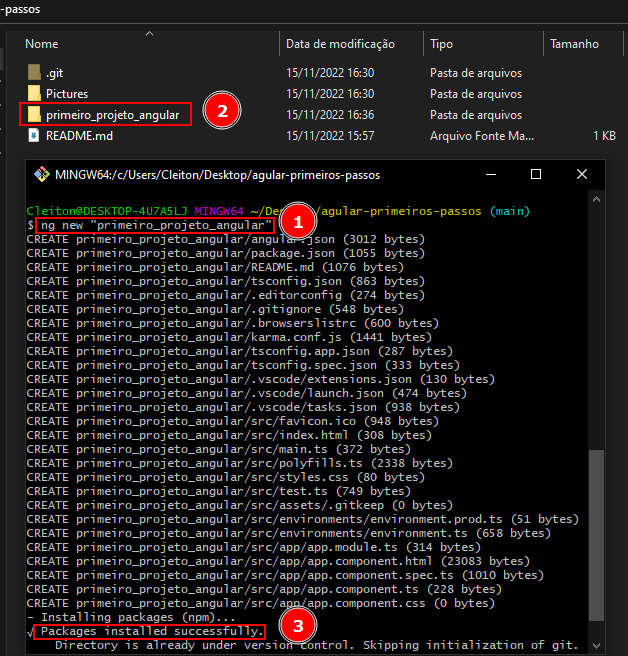 -passos
Nome Data de modificação Tipo Tamanho
.git 15/11/2022 16:30 Pasta de arquivos
Pictures 15/11/2022 16:30 Pasta de arquivos
primeiro_projeto_angular 15/11/2022 16:36 Pasta de arquivos
2
README.md 15/11/2022 15:57 Arquivo Fonte Ma... 1 KB
MINGW64:/c/Users/Cleiton/Desktop/agular-primeiros-passos
Cleiton@DESKTOP-4U7A5LJ MINGW64 ~/De /agular-primeiros-passos (main)
$ ng new "primeiro_projeto_angular"
1
CREATE primeiro_projeto_angular/angular.json (3012 bytes)
CREATE primeiro_projeto_angular/package.json (1055 bytes)
CREATE primeiro_projeto_angular/README.md (1076 bytes)
CREATE primeiro_projeto_angular/tsconfig.json (863 bytes)
CREATE primeiro_projeto_angular/.editorconfig (274 bytes)
CREATE primeiro_projeto_angular/.gitignore (548 bytes)
CREATE primeiro_projeto_angular/.browserslistrc (600 bytes)
CREATE primeiro_projeto_angular/karma.conf.js (1441 bytes)
CREATE primeiro_projeto_angular/tsconfig.app.json (287 bytes)
CREATE primeiro_projeto_angular/tsconfig.spec.json (333 bytes)
CREATE primeiro_projeto_angular/.vscode/extensions.json (130 bytes)
CREATE primeiro_projeto_angular/.vscode/launch.json (474 bytes)
CREATE primeiro_projeto_angular/.vscode/tasks.json (938 bytes)
CREATE primeiro_projeto_angular/src/favicon.ico (948 bytes)
CREATE primeiro_projeto_angular/src/index.html (308 bytes)
CREATE primeiro_projeto_angular/src/main.ts (372 bytes)
CREATE primeiro_projeto_angular/src/polyfills.ts (2338 bytes)
CREATE primeiro_projeto_angular/src/styles.css (80 bytes)
CREATE primeiro_projeto_angular/src/test.ts (749 bytes)
CREATE primeiro_projeto_angular/src/assets/.gitkeep (0 bytes)
CREATE primeiro_projeto_angular/src/environments/environment.prod.ts (51 bytes)
CREATE primeiro_projeto_angular/src/environments/environment.ts (658 bytes)
CREATE primeiro_projeto_angular/src/app/app.module.ts (314 bytes)
CREATE primeiro_projeto_angular/src/app/app.component.html (23083 bytes)
CREATE primeiro_projeto_angular/src/app/app.component.spec.ts (1010 bytes)
CREATE primeiro_projeto_angular/src/app/app.component.ts (228 bytes)
CREATE primeiro_projeto_angular/src/app/app.component.css (0 bytes)
- Installing packages (npm)...
√ Packages installed successfully.
3
Directory is already under version control. Skipping initialization of git.